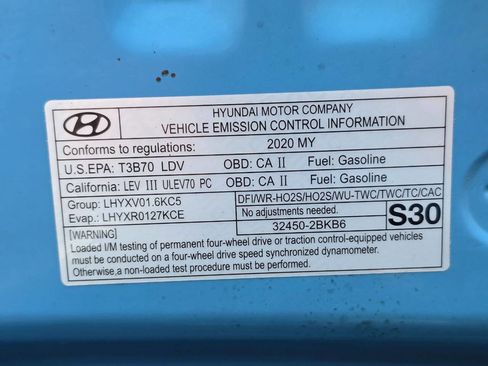 HYUNDAI MOTOR COMPANY
VEHICLE EMISSION CONTROL INFORMATION
Conforms to regulations: 2020 MY
U.S.EPA: T3B70 LDV OBD: CA II Fuel: Gasoline
California: LEV III ULEV70 PC OBD: CA II Fuel: Gasoline
Group: LHYXV01.6KC5
Evap.: LHYXR0127KCE
DFI/WR-HO2S/HO2S/WU-TWC/TWC/TC/CAC
No adjustments needed.
32450-2BKB6
S30
[WARNING]
Loaded I/M testing of permanent four-wheel drive or traction control-equipped vehicles
must be conducted on a four-wheel drive speed synchronized dynamometer.
Otherwise,a non-loaded test procedure must be performed.